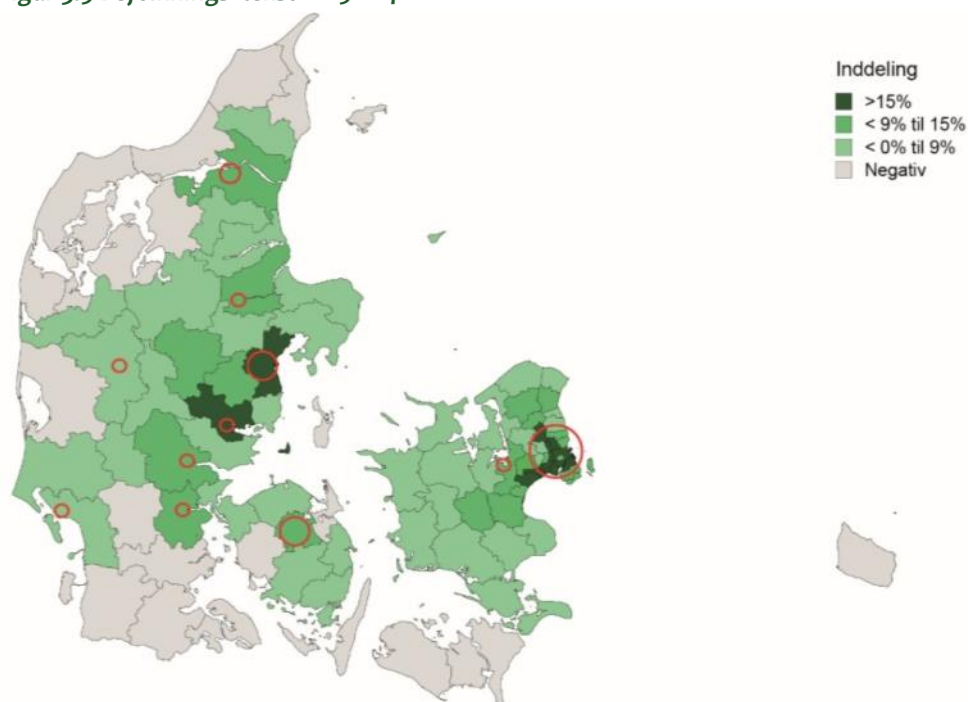 Inddeling
>15%
< 9% til 15%
< 0% til 9%
Negativ